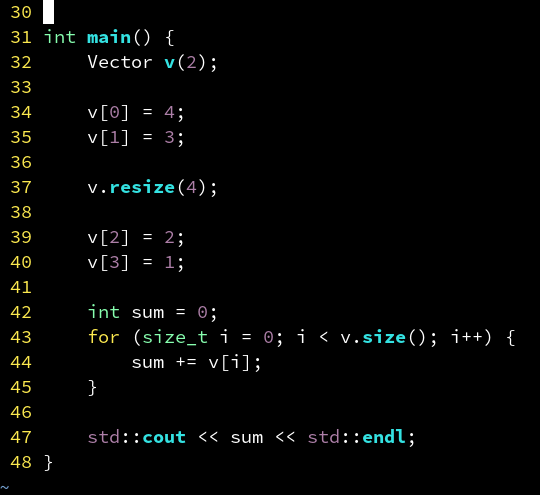 30
31 int main() {
32     Vector v(2);
33
34     v[0] = 4;
35     v[1] = 3;
36
37     v.resize(4);
38
39     v[2] = 2;
40     v[3] = 1;
41
42     int sum = 0;
43     for (size_t i = 0; i < v.size(); i++) {
44         sum += v[i];
45     }
46
47     std::cout << sum << std::endl;
48 }
~